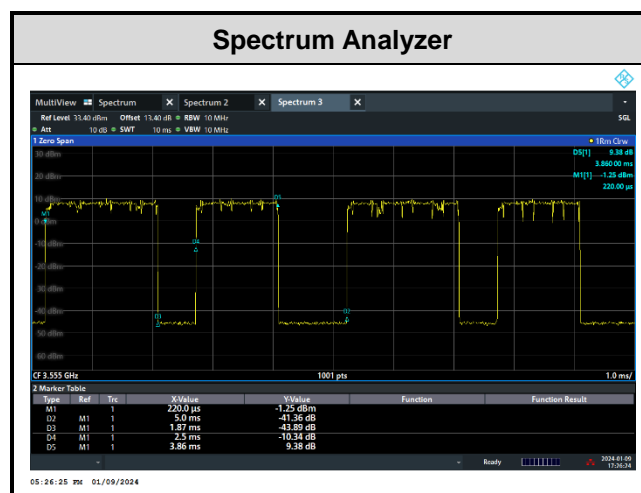 Spectrum Analyzer
MultiView Spectrum X Spectrum 2 X Spectrum 3 X
Ref Level 33.40 dBm Offset 13.40 dB RBW 10 MHz SGL
Att 10 dB SWT 10 ms VBW 10 MHz
1 Zero Span 1Rm Clrw
30 dBm D5[1] 9.38 dB
3.86000 ms
20 dBm M1[1] -1.25 dBm
220.00 µs
10 dBm D5
M1
0 dBm
D4
-10 dBm
-20 dBm
-30 dBm
-40 dBm D3 D2
-50 dBm
-60 dBm
CF 3.555 GHz 1001 pts 1.0 ms/
2 Marker Table
Type Ref Trc X-Value Y-Value Function Function Result
M1 1 220.0 µs -1.25 dBm
D2 M1 1 5.0 ms -41.36 dB
D3 M1 1 1.87 ms -43.89 dB
D4 M1 1 2.5 ms -10.34 dB
D5 M1 1 3.86 ms 9.38 dB
Ready 2024-01-09
17:26:24
05:26:25 PM 01/09/2024